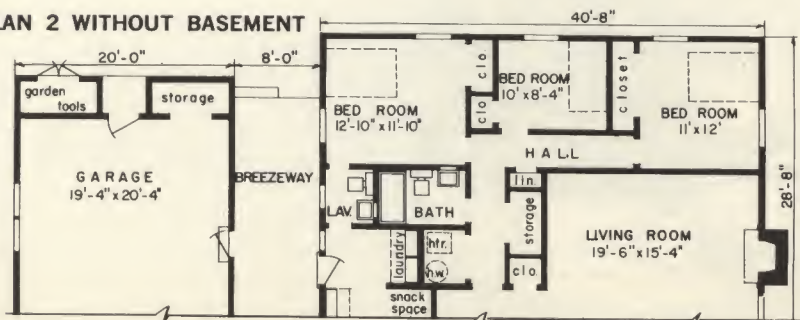 LAN 2 WITHOUT BASEMENT
40'-8"
20'-0"
8'-0"
garden
tools
storage
clo.
clo.
BED ROOM
12'-10" x 11'-10"
BED ROOM
10' x 8'-4"
closet
BED ROOM
11' x 12'
28'-8"
HALL
GARAGE
19'-4" x 20'-4"
BREEZEWAY
LAV.
BATH
lin.
storage
LIVING ROOM
19'-6" x 15'-4"
laundry
htr.
h.w.
clo.
snack
space